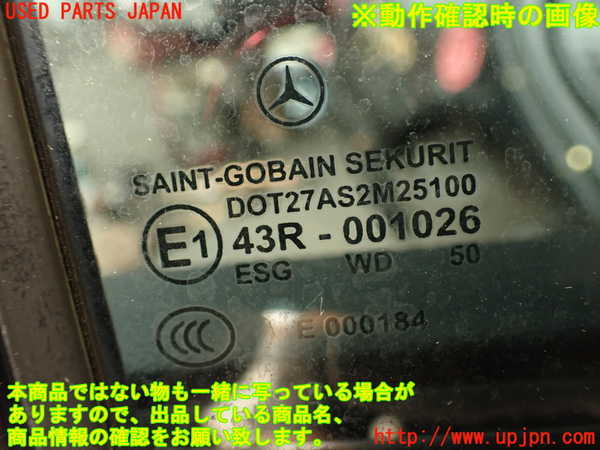 USED PARTS JAPAN
※動作確認時の画像
SAINT-GOBAIN SEKURIT
DOT27AS2M25100
E1 43R - 001026
ESG WD 50
CCC E 000184
本商品ではない物も一緒に写っている場合が
ありますので、出品している商品名、
商品情報の確認をお願い致します。
http://www.upjpn.com/